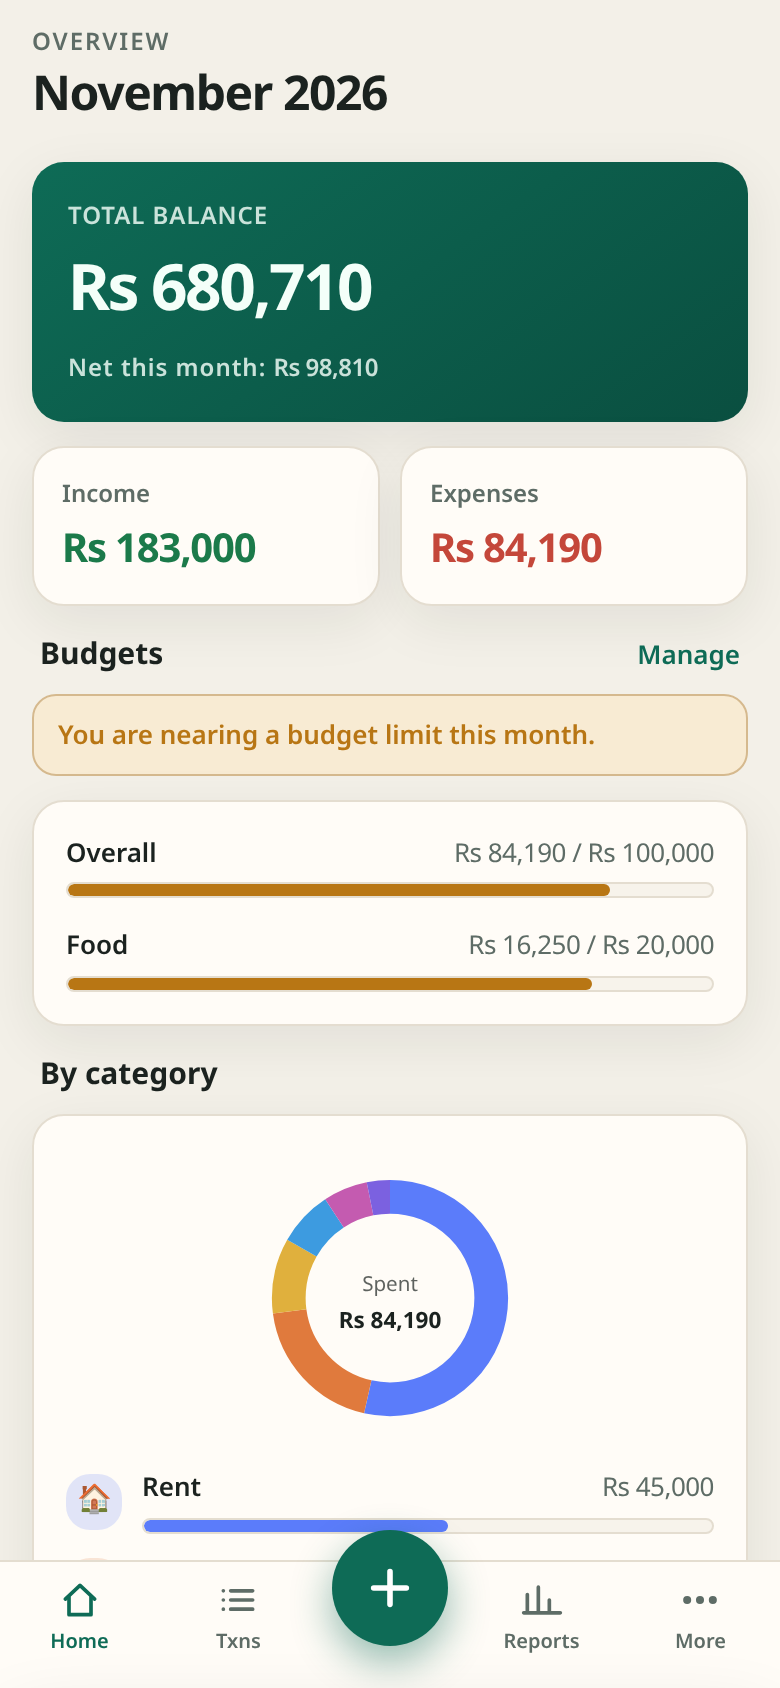 OVERVIEW
November 2026
TOTAL BALANCE
Rs 680,710
Net this month: Rs 98,810
Income
Rs 183,000
Expenses
Rs 84,190
Budgets
Manage
You are nearing a budget limit this month.
Overall
Rs 84,190 / Rs 100,000
Food
Rs 16,250 / Rs 20,000
By category
Spent
Rs 84,190
Rent
Rs 45,000
Home
Txns
Reports
More